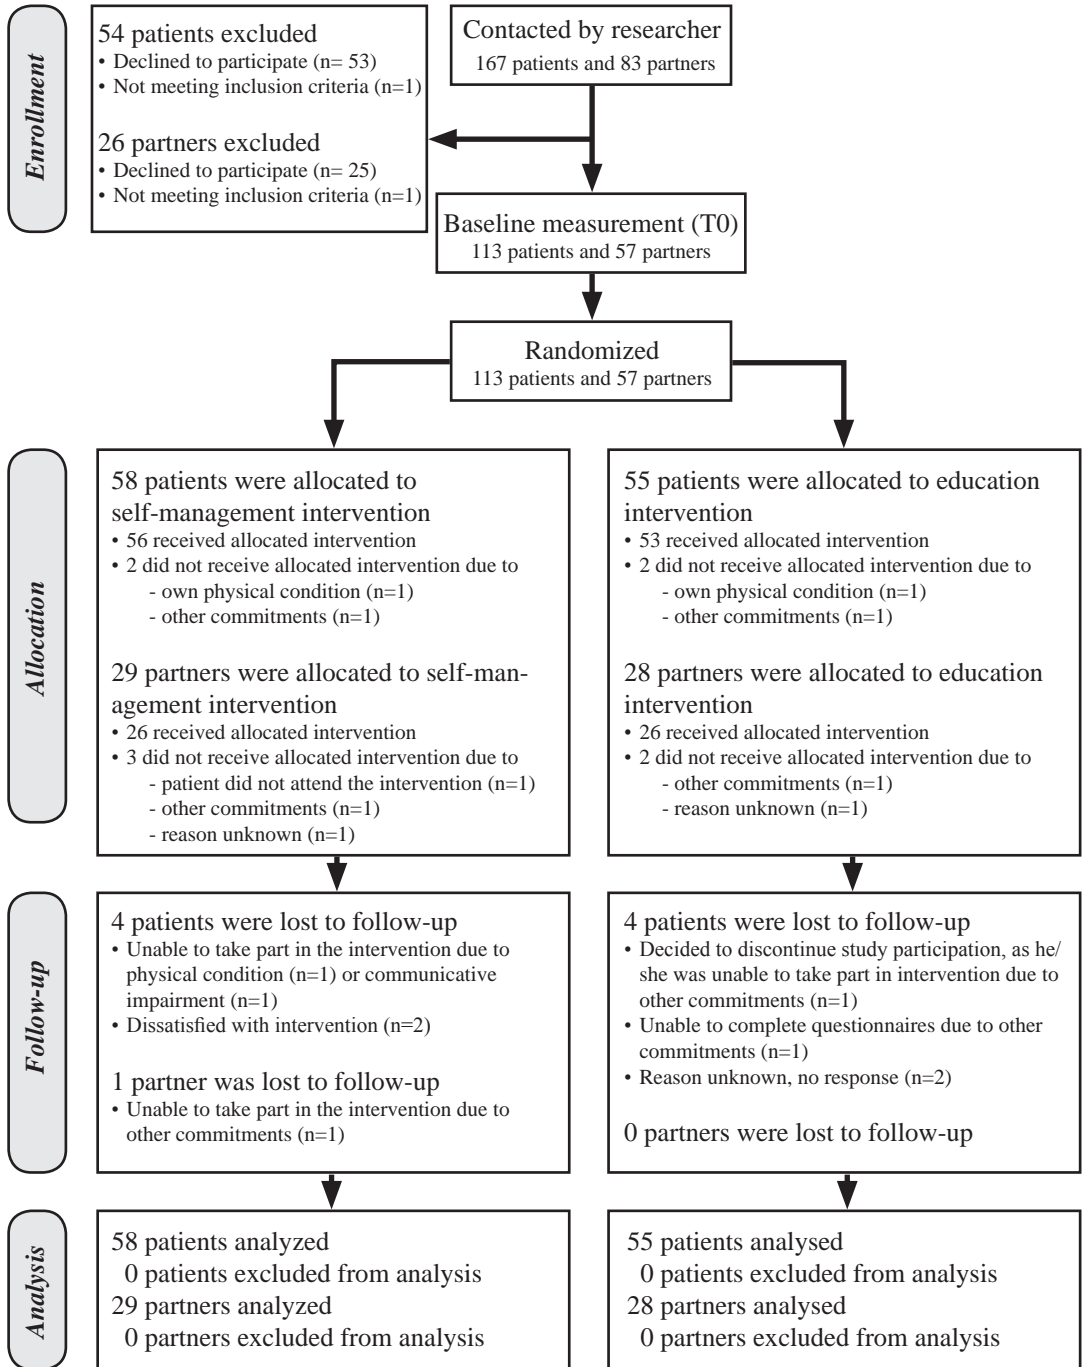 Enrollment
54 patients excluded
• Declined to participate (n= 53)
• Not meeting inclusion criteria (n=1)
26 partners excluded
• Declined to participate (n= 25)
• Not meeting inclusion criteria (n=1)
Contacted by researcher
167 patients and 83 partners
Baseline measurement (T0)
113 patients and 57 partners
Randomized
113 patients and 57 partners
Allocation
58 patients were allocated to
self-management intervention
• 56 received allocated intervention
• 2 did not receive allocated intervention due to
- own physical condition (n=1)
- other commitments (n=1)
29 partners were allocated to self-man-
agement intervention
• 26 received allocated intervention
• 3 did not receive allocated intervention due to
- patient did not attend the intervention (n=1)
- other commitments (n=1)
- reason unknown (n=1)
55 patients were allocated to education
intervention
• 53 received allocated intervention
• 2 did not receive allocated intervention due to
- own physical condition (n=1)
- other commitments (n=1)
28 partners were allocated to education
intervention
• 26 received allocated intervention
• 2 did not receive allocated intervention due to
- other commitments (n=1)
- reason unknown (n=1)
Follow-up
4 patients were lost to follow-up
• Unable to take part in the intervention due to
physical condition (n=1) or communicative
impairment (n=1)
• Dissatisfied with intervention (n=2)
1 partner was lost to follow-up
• Unable to take part in the intervention due to
other commitments (n=1)
4 patients were lost to follow-up
• Decided to discontinue study participation, as he/
she was unable to take part in intervention due to
other commitments (n=1)
• Unable to complete questionnaires due to other
commitments (n=1)
• Reason unknown, no response (n=2)
0 partners were lost to follow-up
Analysis
58 patients analyzed
0 patients excluded from analysis
29 partners analyzed
0 partners excluded from analysis
55 patients analysed
0 patients excluded from analysis
28 partners analysed
0 partners excluded from analysis